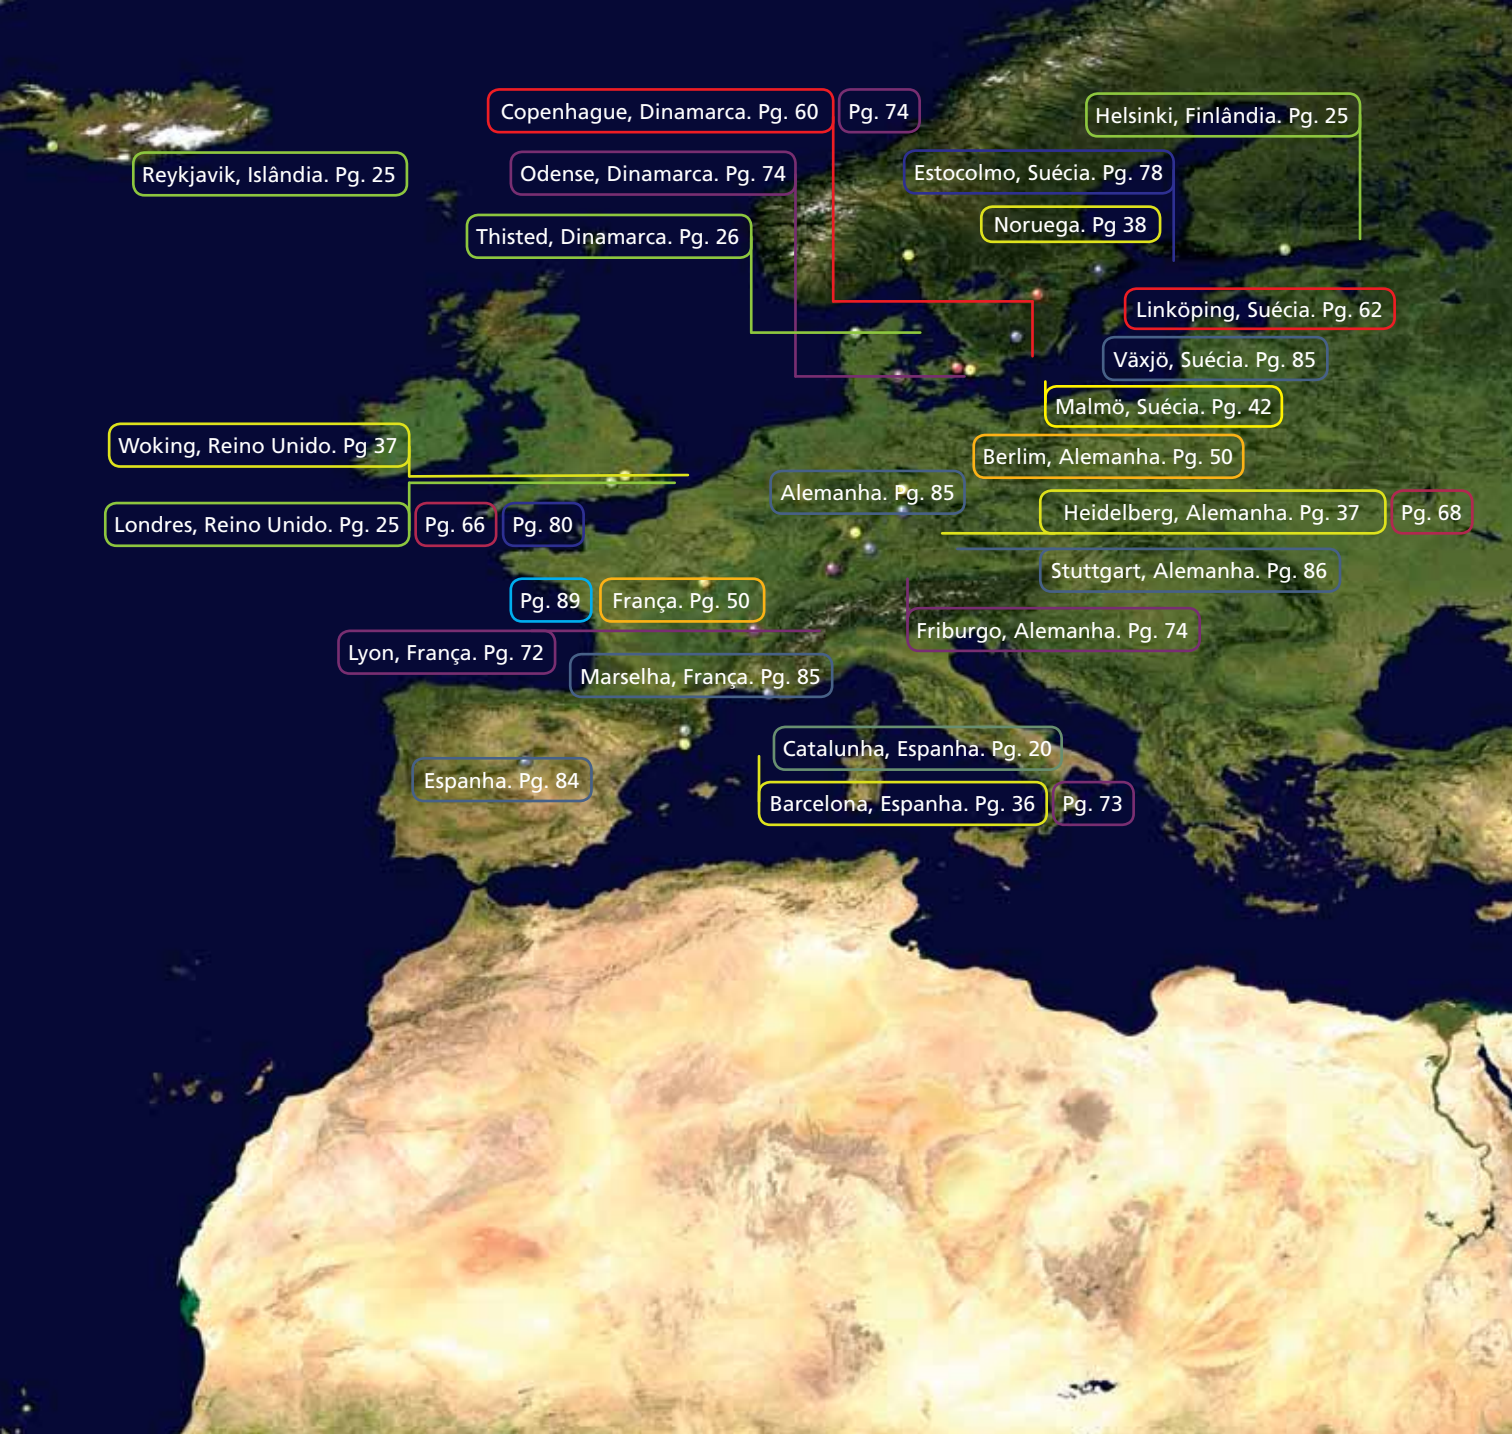 Copenhague, Dinamarca. Pg. 60 Pg. 74
Helsinki, Finlândia. Pg. 25
Reykjavik, Islândia. Pg. 25
Odense, Dinamarca. Pg. 74
Estocolmo, Suécia. Pg. 78
Noruega. Pg 38
Thisted, Dinamarca. Pg. 26
Linköping, Suécia. Pg. 62
Växjö, Suécia. Pg. 85
Malmö, Suécia. Pg. 42
Woking, Reino Unido. Pg 37
Berlim, Alemanha. Pg. 50
Alemanha. Pg. 85
Heidelberg, Alemanha. Pg. 37 Pg. 68
Londres, Reino Unido. Pg. 25 Pg. 66 Pg. 80
Stuttgart, Alemanha. Pg. 86
Pg. 89 França. Pg. 50
Friburgo, Alemanha. Pg. 74
Lyon, França. Pg. 72
Marselha, França. Pg. 85
Catalunha, Espanha. Pg. 20
Espanha. Pg. 84
Barcelona, Espanha. Pg. 36 Pg. 73